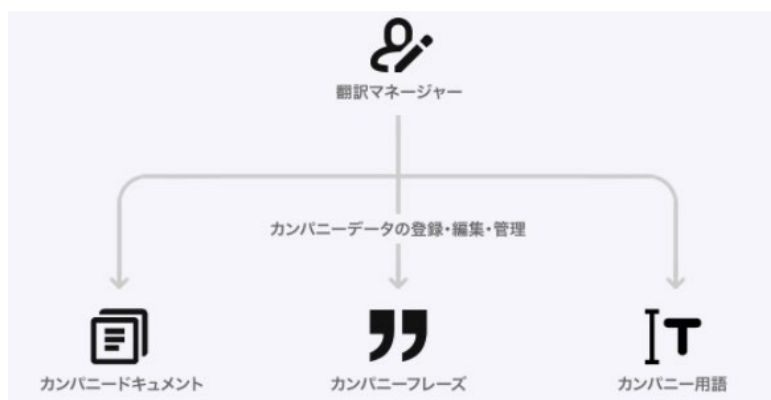 翻訳マネージャー
カンパニーデータの登録・編集・管理
カンパニードキュメント
カンパニーフレーズ
カンパニー用語